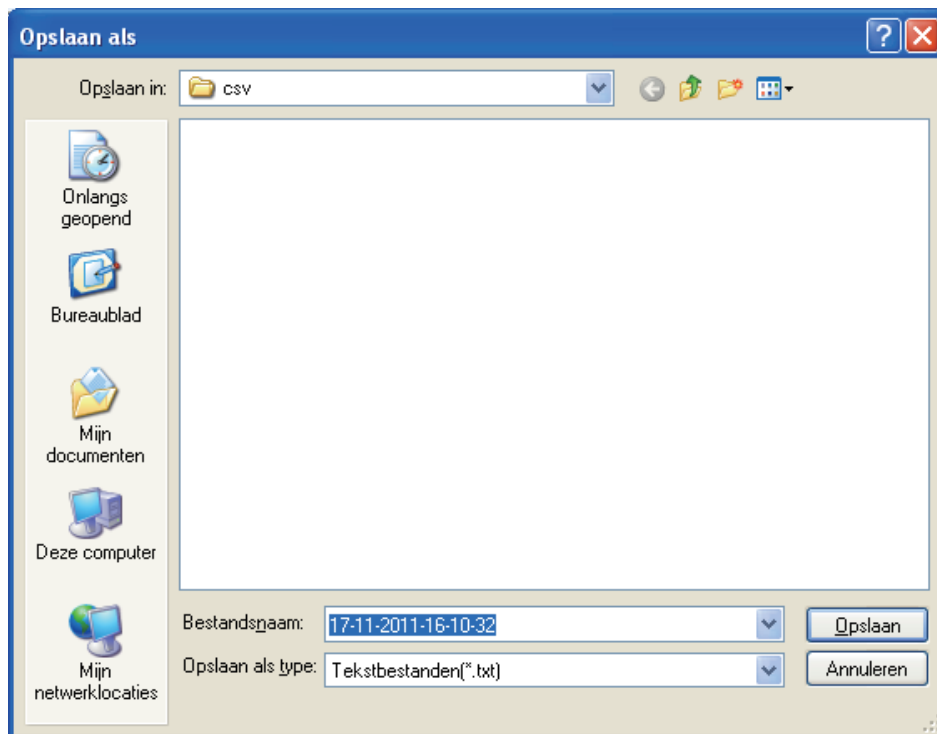 Opslaan als
Opslaan in:
csv
Onlangs
geopend
Bureaublad
Mijn
documenten
Deze computer
Mijn
netwerklocaties
Bestandsnaam:
17-11-2011-16-10-32
Opslaan
Opslaan als type:
Tekstbestanden(*.txt)
Annuleren